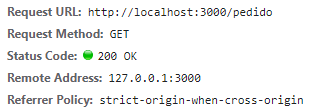 Request URL: http://localhost:3000/pedido
Request Method: GET
Status Code: 200 OK
Remote Address: 127.0.0.1:3000
Referrer Policy: strict-origin-when-cross-origin